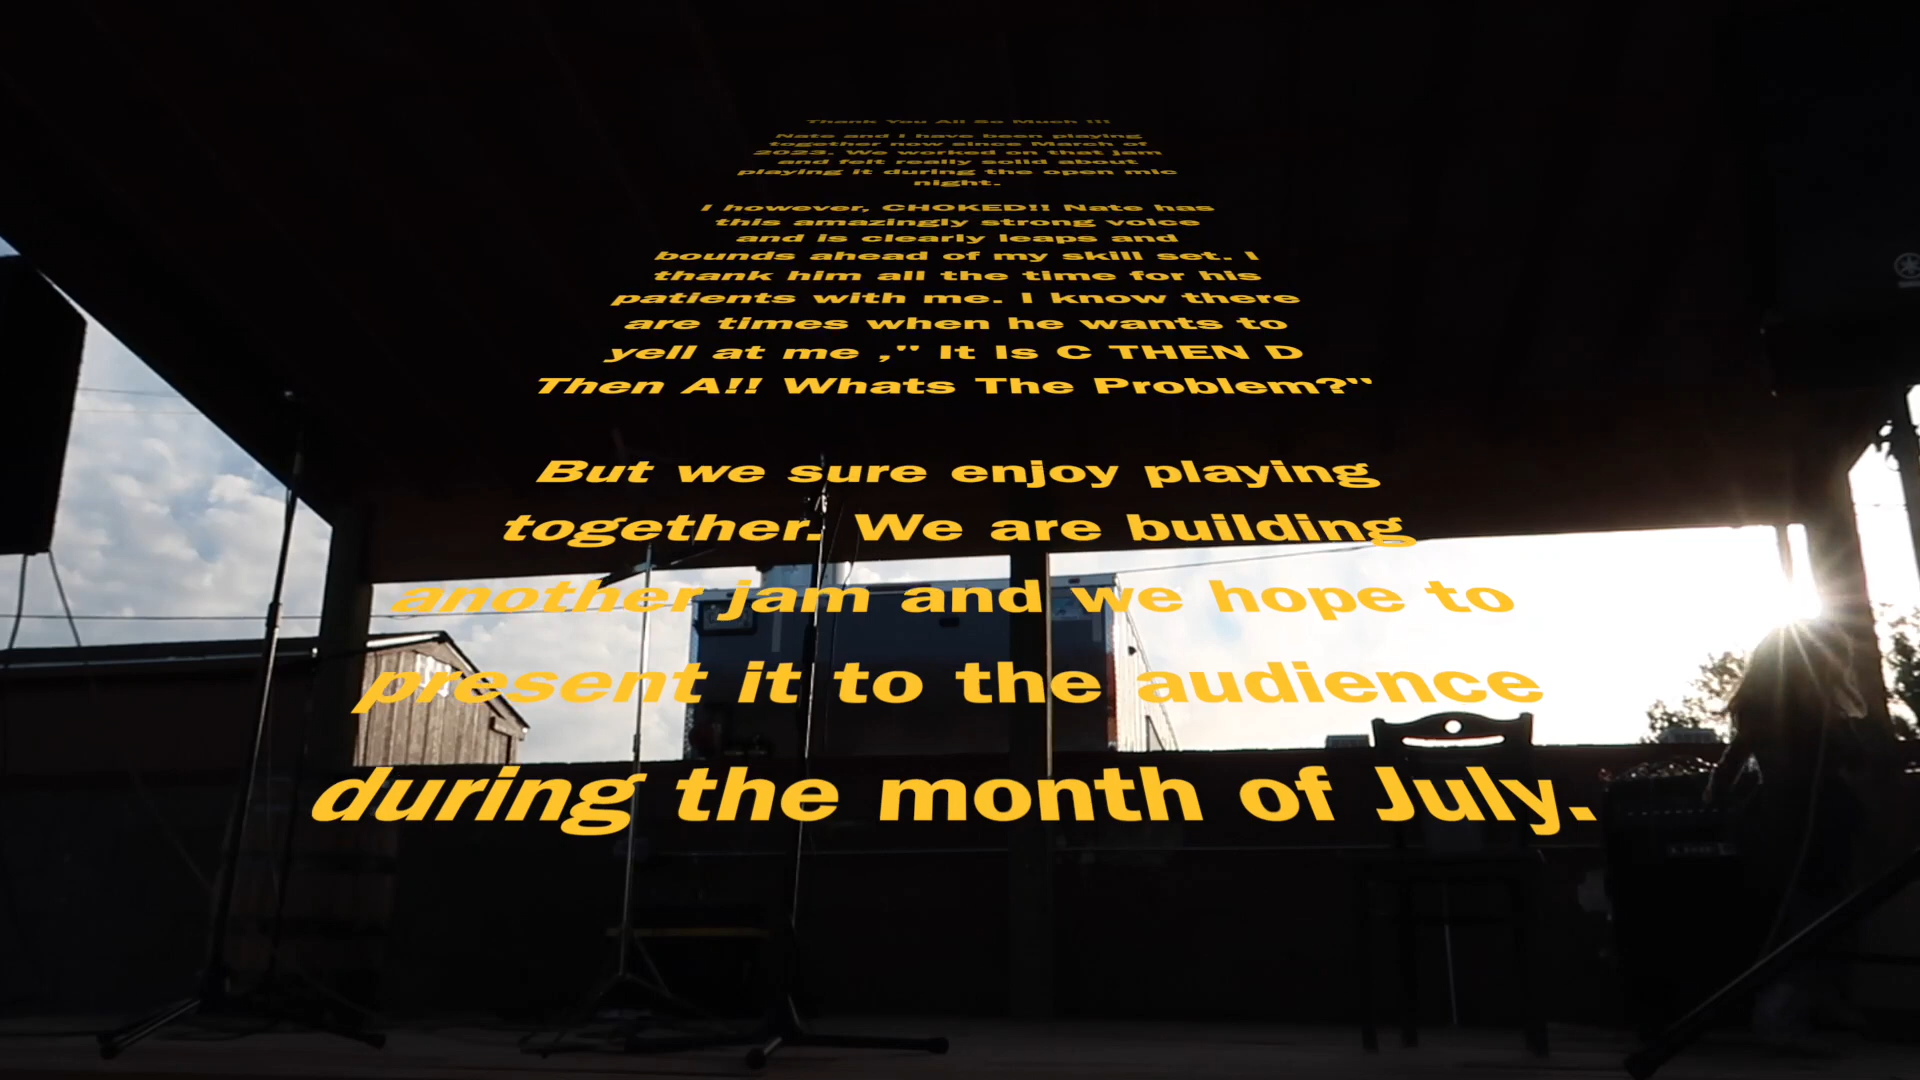 Thank You All So Much !!!
Nate and I have been playing
together now since March of
2023. We worked on that jam
and felt really solid about
playing it during the open mic
night.
I however, CHOKED!! Nate has
this amazingly strong voice
and is clearly leaps and
bounds ahead of my skill set. I
thank him all the time for his
patients with me. I know there
are times when he wants to
yell at me ," It Is C THEN D
Then A!! Whats The Problem?"
But we sure enjoy playing
together. We are building
another jam and we hope to
present it to the audience
during the month of July.